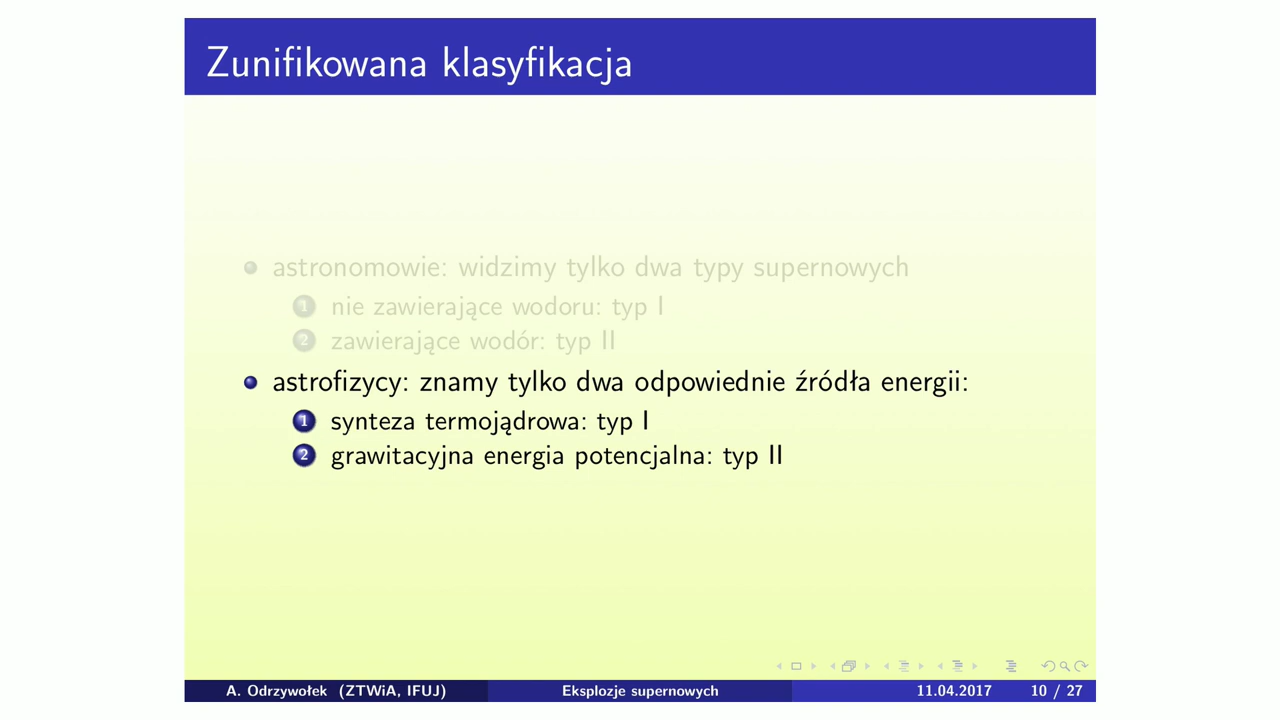 Zunifikowana klasyfikacja
astronomowie: widzimy tylko dwa typy supernowych
1 nie zawierające wodoru: typ I
2 zawierające wodór: typ II
astrofizycy: znamy tylko dwa odpowiednie źródła energii:
1 synteza termojądrowa: typ I
2 grawitacyjna energia potencjalna: typ II
A. Odrzywołek (ZTWiA, IFUJ) Eksplozje supernowych 11.04.2017 10 / 27